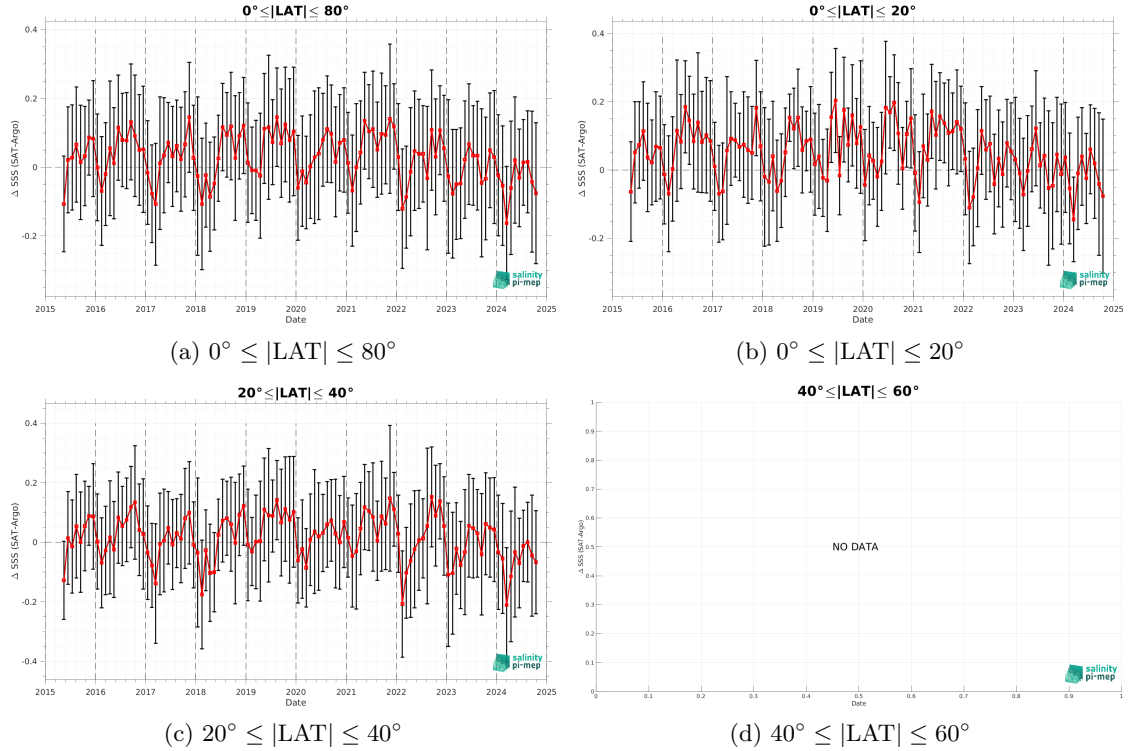 0°≤|LAT|≤ 80°
0.4
0.2
0
-0.2
Δ SSS (SAT-Argo)
salinity
pi-mep
2015 2016 2017 2018 2019 2020 2021 2022 2023 2024 2025
Date
(a) 0° ≤ |LAT| ≤ 80°
0°≤|LAT|≤ 20°
0.4
0.2
0
-0.2
Δ SSS (SAT-Argo)
salinity
pi-mep
2015 2016 2017 2018 2019 2020 2021 2022 2023 2024 2025
Date
(b) 0° ≤ |LAT| ≤ 20°
20°≤|LAT|≤ 40°
0.4
0.2
0
-0.2
-0.4
Δ SSS (SAT-Argo)
salinity
pi-mep
2015 2016 2017 2018 2019 2020 2021 2022 2023 2024 2025
Date
(c) 20° ≤ |LAT| ≤ 40°
40°≤|LAT|≤ 60°
1
0.9
0.8
0.7
0.6
0.5
0.4
0.3
0.2
0.1
0
Δ SSS (SAT-Argo)
NO DATA
salinity
pi-mep
0 0.1 0.2 0.3 0.4 0.5 0.6 0.7 0.8 0.9 1
Date
(d) 40° ≤ |LAT| ≤ 60°